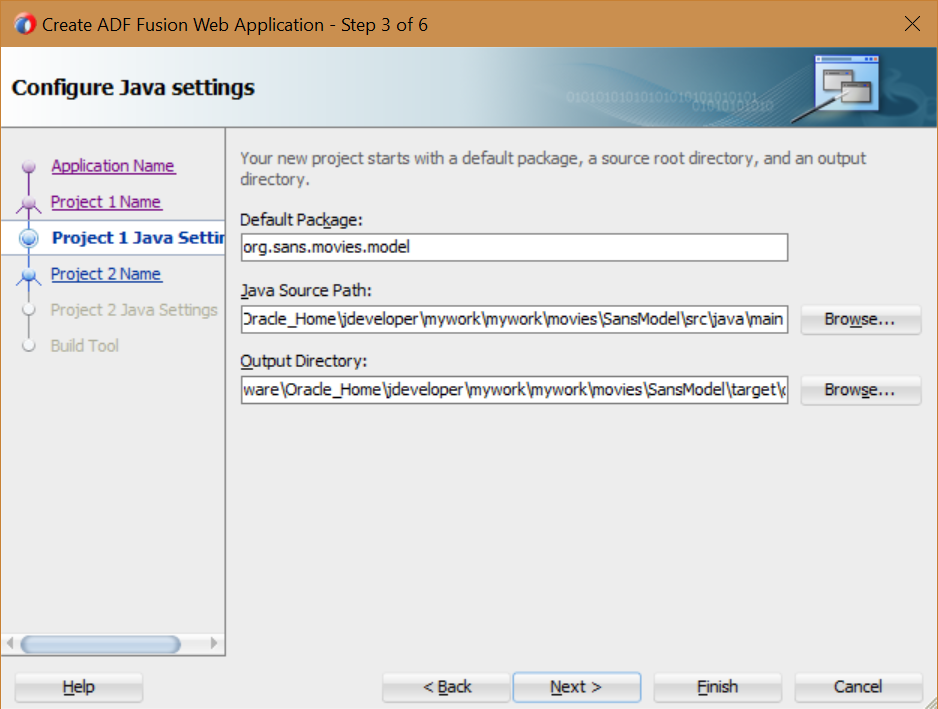 Create ADF Fusion Web Application - Step 3 of 6
Configure Java settings
01010101010101010101010101
01010101010
Application Name
Project 1 Name
Project 1 Java Settin
Project 2 Name
Project 2 Java Settings
Build Tool
Your new project starts with a default package, a source root directory, and an output
directory.
Default Package:
org.sans.movies.model
Java Source Path:
Oracle_Home\jdeveloper\mywork\mywork\movies\SansModel\src\java\main
Browse...
Output Directory:
ware\Oracle_Home\jdeveloper\mywork\mywork\movies\SansModel\target\
Browse...
Help
< Back
Next >
Finish
Cancel